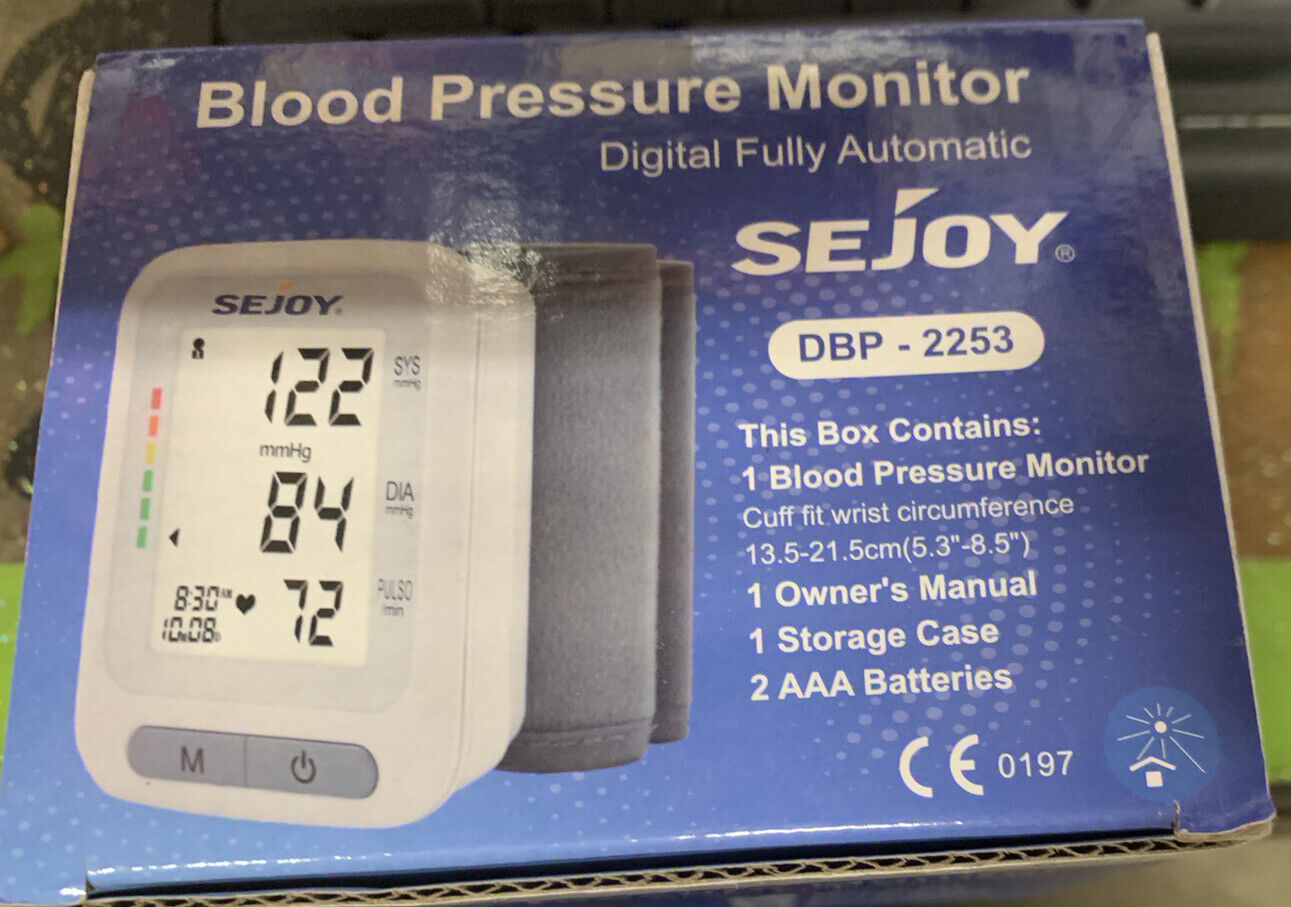 Blood Pressure Monitor
Digital Fully Automatic
SEJOY®
DBP - 2253
This Box Contains:
1 Blood Pressure Monitor
Cuff fit wrist circumference
13.5-21.5cm(5.3"-8.5")
1 Owner's Manual
1 Storage Case
2 AAA Batteries
CE 0197
SEJOY®
122 SYS
mmHg
mmHg
84 DIA
mmHg
8:30 AM 72 PULSO
/min
10.08.
M